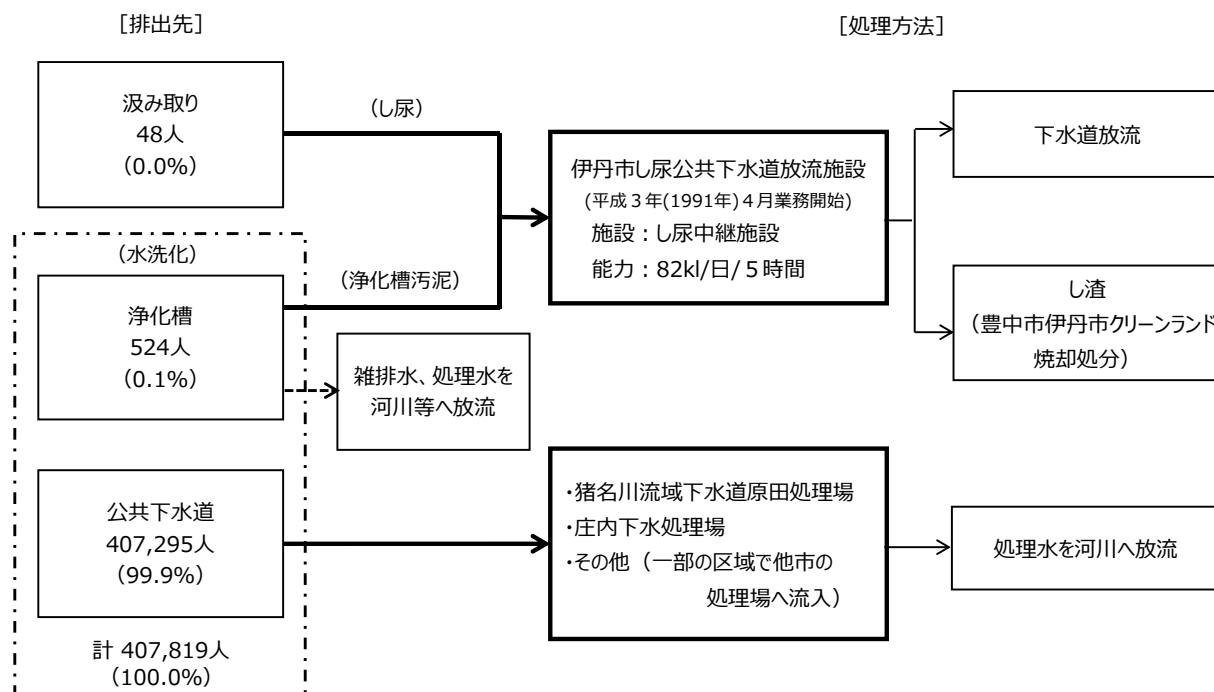 ［排出先］
［処理方法］
汲み取り
48人
（0.0%）
（し尿）
（水洗化）
浄化槽
524人
（0.1%）
（浄化槽汚泥）
雑排水、処理水を
河川等へ放流
公共下水道
407,295人
（99.9%）
計 407,819人
（100.0%）
伊丹市し尿公共下水道放流施設
（平成３年(1991年)４月業務開始）
施設：し尿中継施設
能力：82kl/日/５時間
下水道放流
し渣
（豊中市伊丹市クリーンランド
焼却処分）
・猪名川流域下水道原田処理場
・庄内下水処理場
・その他（一部の区域で他市の
処理場へ流入）
処理水を河川へ放流